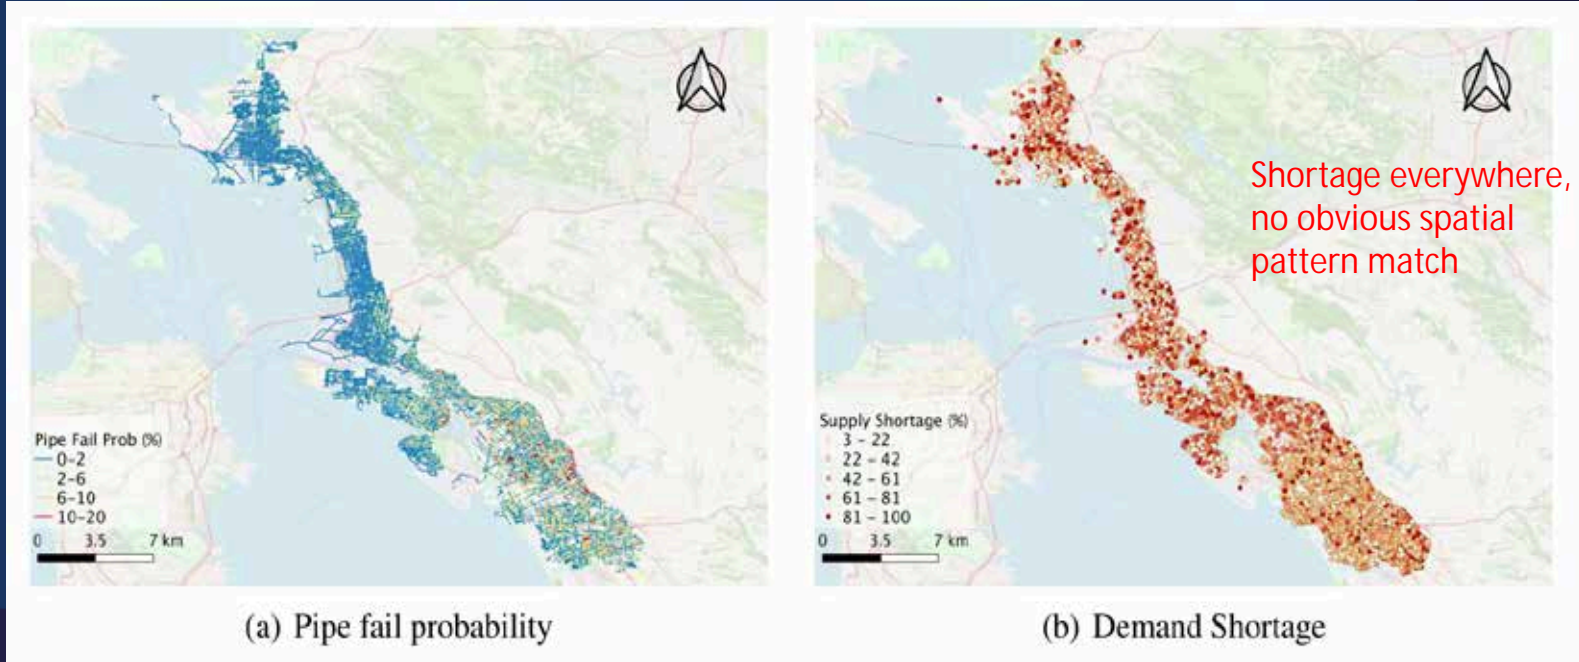 Pipe Fail Prob (%)
0-2
2-6
6-10
10-20
0 3.5 7 km
(a) Pipe fail probability
Shortage everywhere,
no obvious spatial
pattern match
Supply Shortage (%)
3 - 22
22 - 42
42 - 61
61 - 81
81 - 100
0 3.5 7 km
(b) Demand Shortage